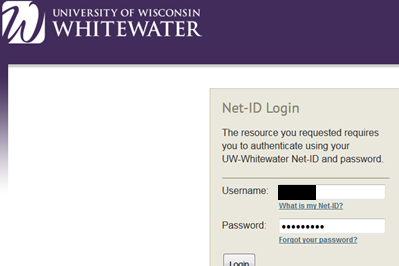 UNIVERSITY OF WISCONSIN
WHITEWATER
Net-ID Login
The resource you requested requires
you to authenticate using your
UW-Whitewater Net-ID and password.
Username:
What is my Net-ID?
Password: •••••••••
Forgot your password?
Login